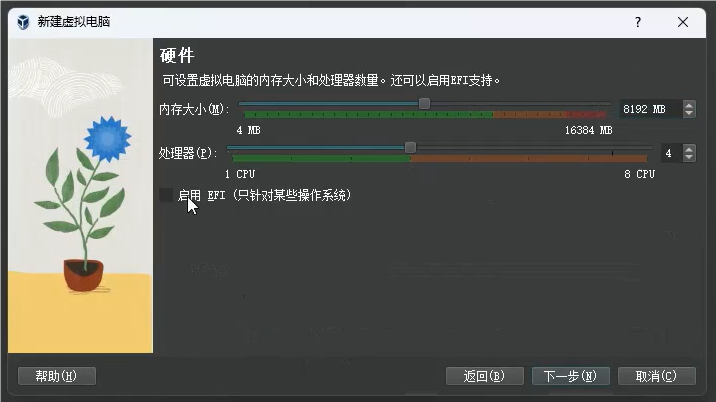 新建虚拟电脑
硬件
可设置虚拟电脑的内存大小和处理器数量。还可以启用EFI支持。
内存大小(M): 8192 MB
4 MB 16384 MB
处理器(P): 4
1 CPU 8 CPU
启用 EFI (只针对某些操作系统)
帮助(H) 返回(B) 下一步(N) 取消(C)